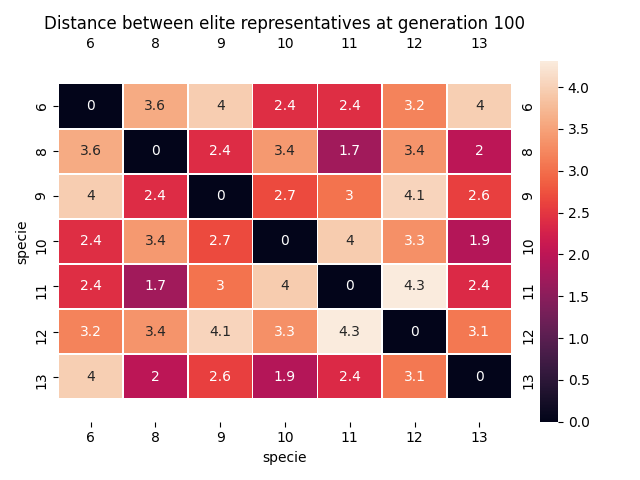 Distance between elite representatives at generation 100
6 8 9 10 11 12 13
6 0 3.6 4 2.4 2.4 3.2 4 6
8 3.6 0 2.4 3.4 1.7 3.4 2 8
9 4 2.4 0 2.7 3 4.1 2.6 9
10 2.4 3.4 2.7 0 4 3.3 1.9 10
11 2.4 1.7 3 4 0 4.3 2.4 11
12 3.2 3.4 4.1 3.3 4.3 0 3.1 12
13 4 2 2.6 1.9 2.4 3.1 0 13
6 8 9 10 11 12 13
specie
specie
4.0
3.5
3.0
2.5
2.0
1.5
1.0
0.5
0.0